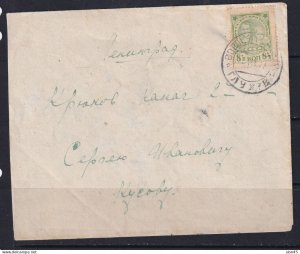 Ленинград.
Крюков Канал 2-
Сергею Ивановичу
Кусову.